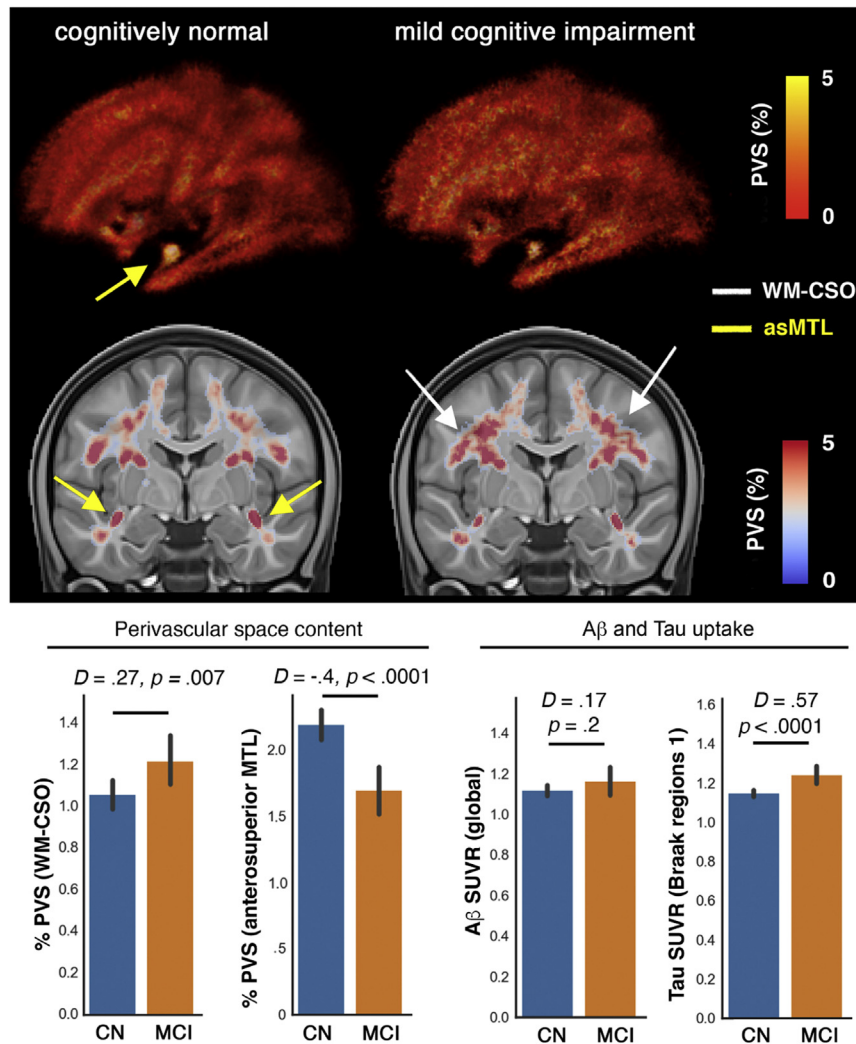 cognitively normal
mild cognitive impairment
5
PVS (%)
0
WM-CSO
asMTL
5
PVS (%)
0
Perivascular space content
Aβ and Tau uptake
D = .27, p = .007
% PVS (WM-CSO)
1.4
1.2
1.0
0.8
0.6
0.4
0.2
0.0
CN MCI
D = -.4, p < .0001
% PVS (anterosuperior MTL)
2.0
1.5
1.0
.5
0
CN MCI
D = .17
p = .2
Aβ SUVR (global)
1.4
1.2
1.0
0.8
0.6
0.4
0.2
0.0
CN MCI
D = .57
p < .0001
Tau SUVR (Braak regions 1)
1.6
1.4
1.2
1.0
0.8
0.6
0.4
0.2
0.0
CN MCI